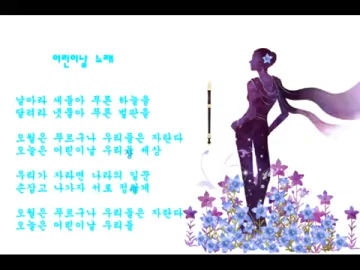 어린이날 노래
날아라 새들아 푸른 하늘을
달려라 냇물아 푸른 벌판을
오월은 푸르구나 우리들은 자란다
오늘은 어린이날 우리들 세상
우리가 자라면 나라의 일꾼
손잡고 나가자 서로
오월은 푸르구나 우리들은 자란다
오늘은 어린이날 우리들